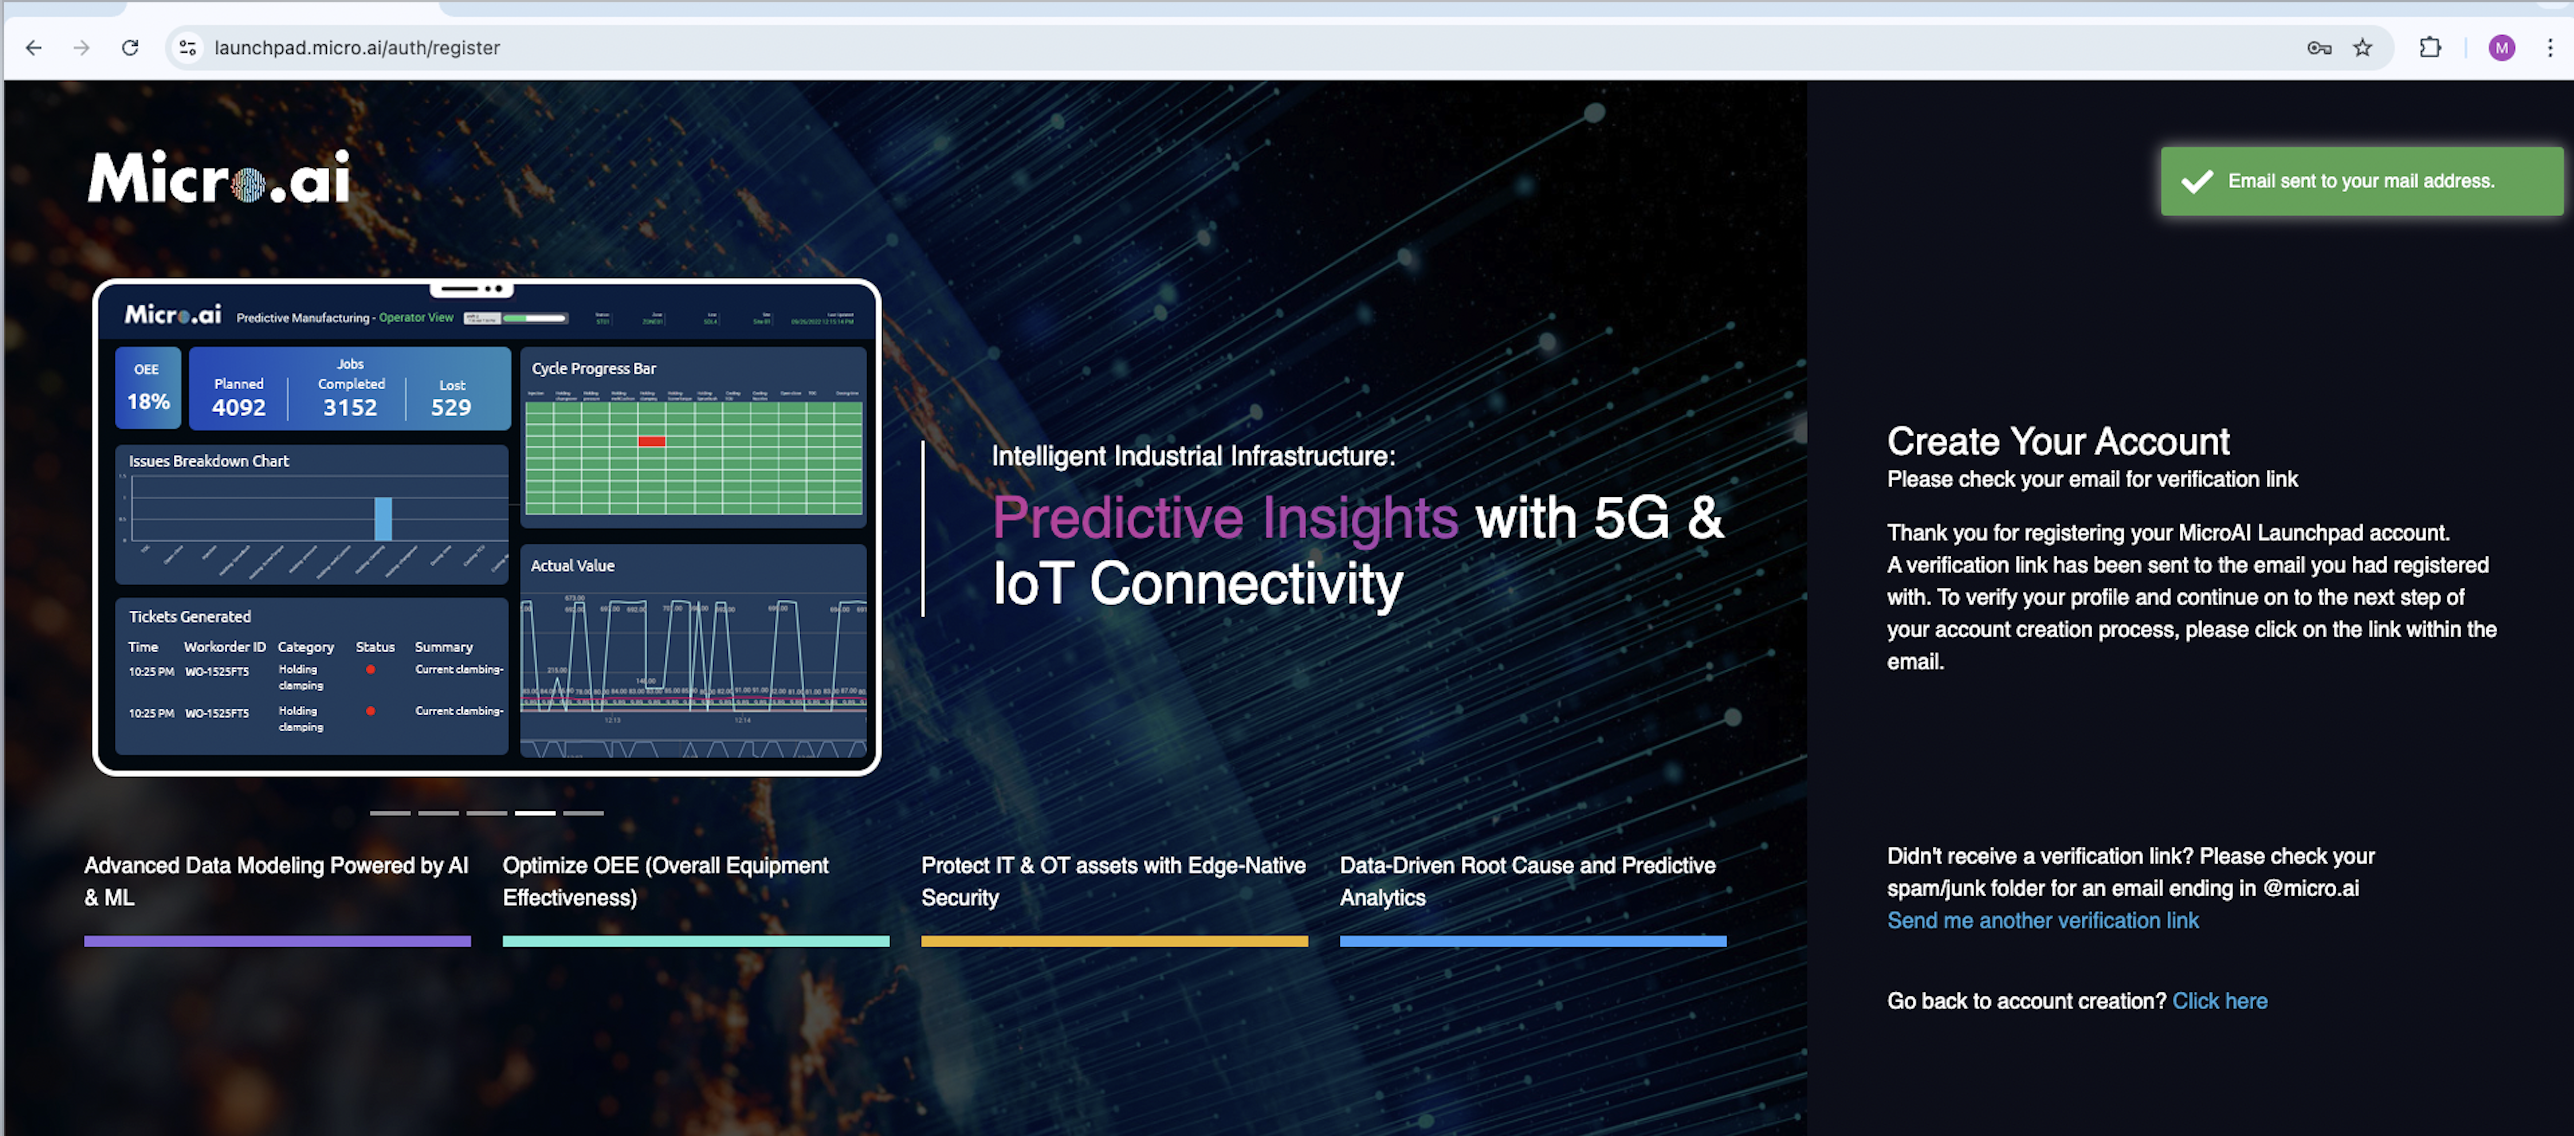 launchpad.micro.ai/auth/register
M
Micro.ai
Email sent to your mail address.
Micro.ai Predictive Manufacturing - Operator View
OEE
18%
Jobs
Planned Completed Lost
4092 3152 529
Cycle Progress Bar
Issues Breakdown Chart
Actual Value
Tickets Generated
Time Workorder ID Category Status Summary
10:25 PM WO-1525FT5 Holding clamping Current clambing-
10:25 PM WO-1525FT5 Holding clamping Current clambing-
12:13 12:14
Intelligent Industrial Infrastructure:
Predictive Insights with 5G &
IoT Connectivity
Advanced Data Modeling Powered by AI
& ML
Optimize OEE (Overall Equipment
Effectiveness)
Protect IT & OT assets with Edge-Native
Security
Data-Driven Root Cause and Predictive
Analytics
Create Your Account
Please check your email for verification link
Thank you for registering your MicroAI Launchpad account.
A verification link has been sent to the email you had registered
with. To verify your profile and continue on to the next step of
your account creation process, please click on the link within the
email.
Didn't receive a verification link? Please check your
spam/junk folder for an email ending in @micro.ai
Send me another verification link
Go back to account creation? Click here